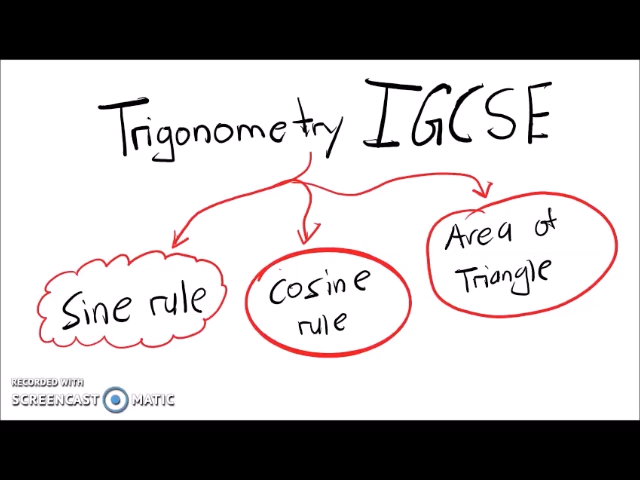 Trigonometry IGCSE
Sine rule
Cosine
rule
Area of
Triangle
RECORDED WITH
SCREENCAST MATIC